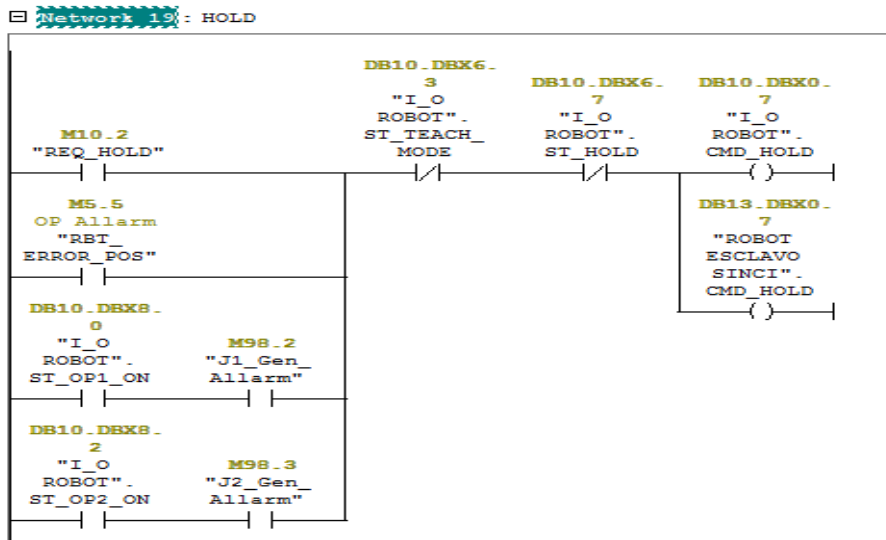 Network 19: HOLD
DB10.DBX6.
3
"I_O
ROBOT".
ST_TEACH_
MODE
DB10.DBX6.
7
"I_O
ROBOT".
ST_HOLD
DB10.DBX0.
7
"I_O
ROBOT".
CMD_HOLD
M10.2
"REQ_HOLD"
M5.5
OP Allarm
"RBT_
ERROR_POS"
DB13.DBX0.
7
"ROBOT
ESCLAVO
SINCI".
CMD_HOLD
DB10.DBX8.
0
"I_O
ROBOT".
ST_OP1_ON
M98.2
"J1_Gen_
Allarm"
DB10.DBX8.
2
"I_O
ROBOT".
ST_OP2_ON
M98.3
"J2_Gen_
Allarm"